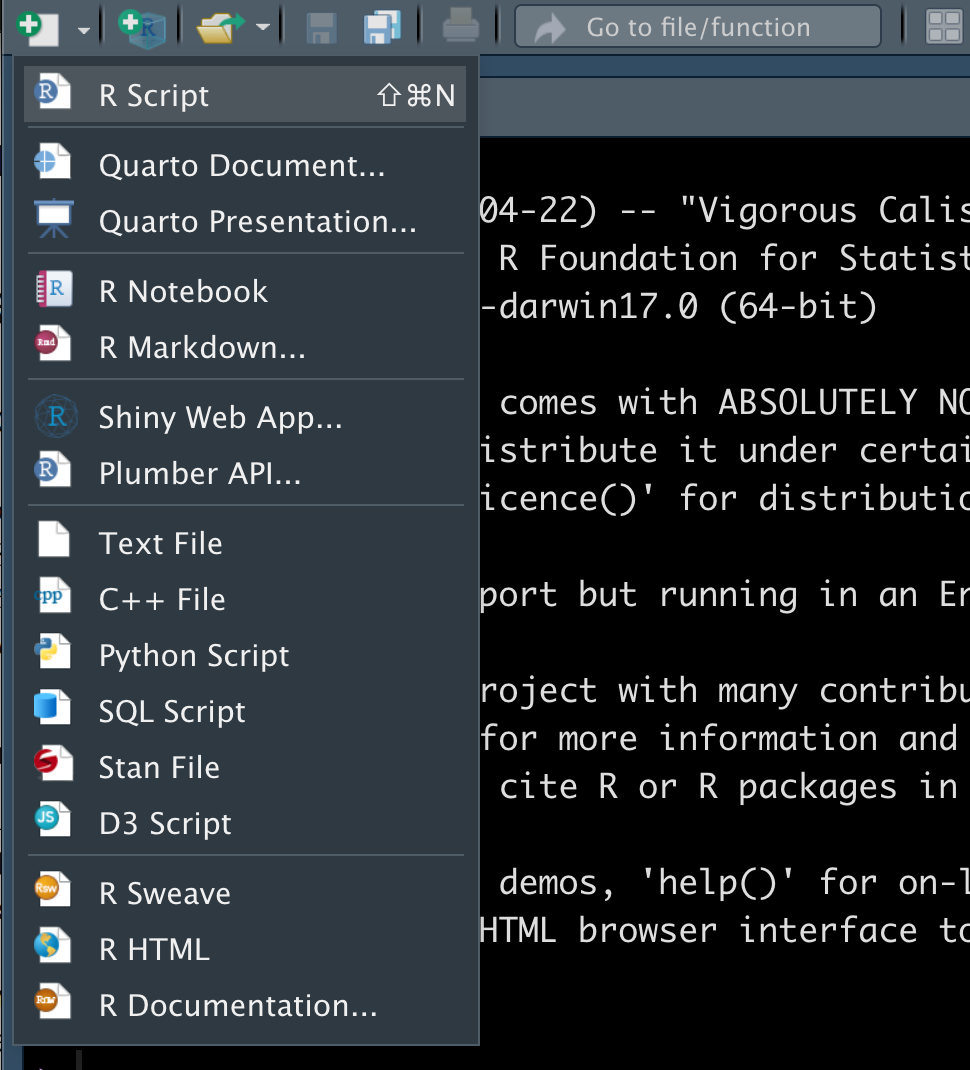 Go to file/function
R Script ⇧⌘N
Quarto Document...
Quarto Presentation...
R Notebook
R Markdown...
Shiny Web App...
Plumber API...
Text File
C++ File
Python Script
SQL Script
Stan File
D3 Script
R Sweave
R HTML
R Documentation...
04-22) -- "Vigorous Calis
R Foundation for Statist
-darwin17.0 (64-bit)
comes with ABSOLUTELY NO
istribute it under certai
icence()' for distributio
port but running in an En
roject with many contribu
for more information and
cite R or R packages in
demos, 'help()' for on-l
HTML browser interface to